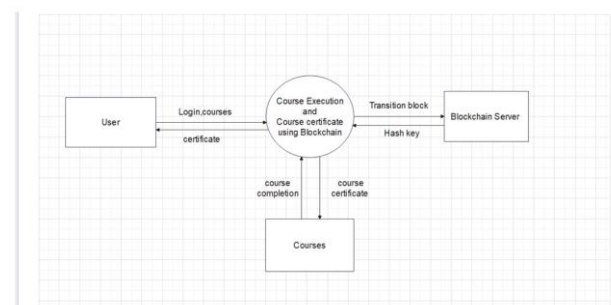 User
Login,courses
certificate
Course Execution
and
Course certificate
using Blockchain
Transition block
Hash key
Blockchain Server
course
completion
course
certificate
Courses